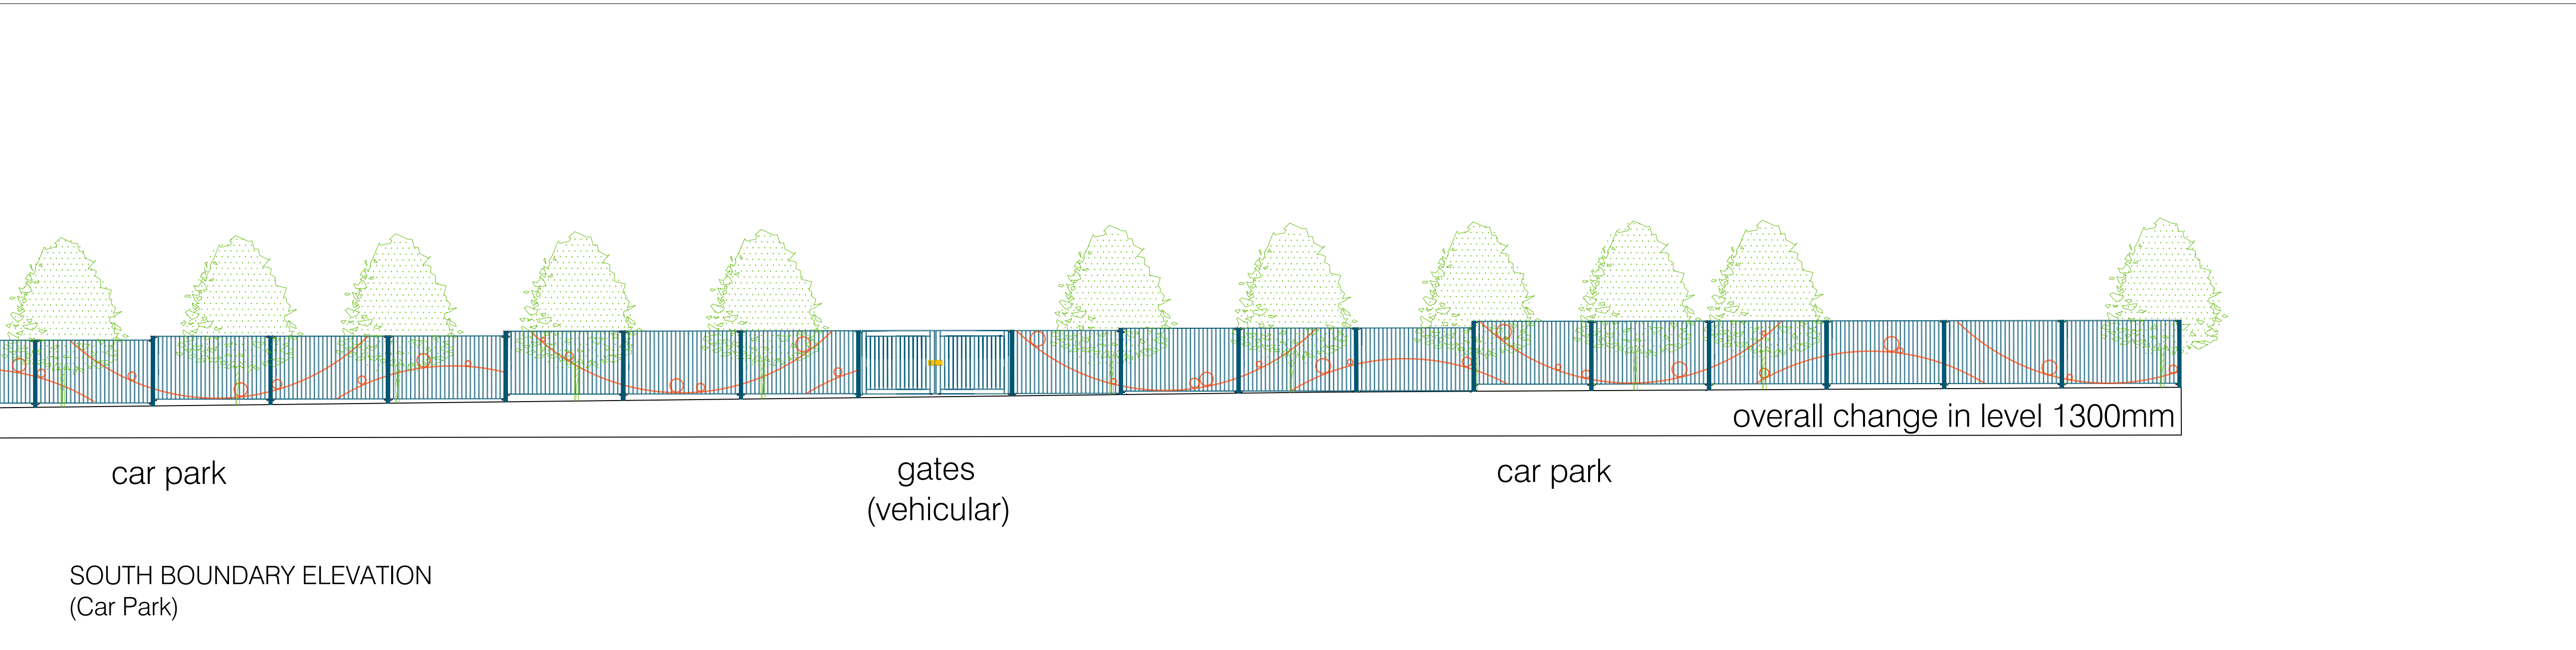 overall change in level 1300mm
car park
gates
(vehicular)
car park
SOUTH BOUNDARY ELEVATION
(Car Park)